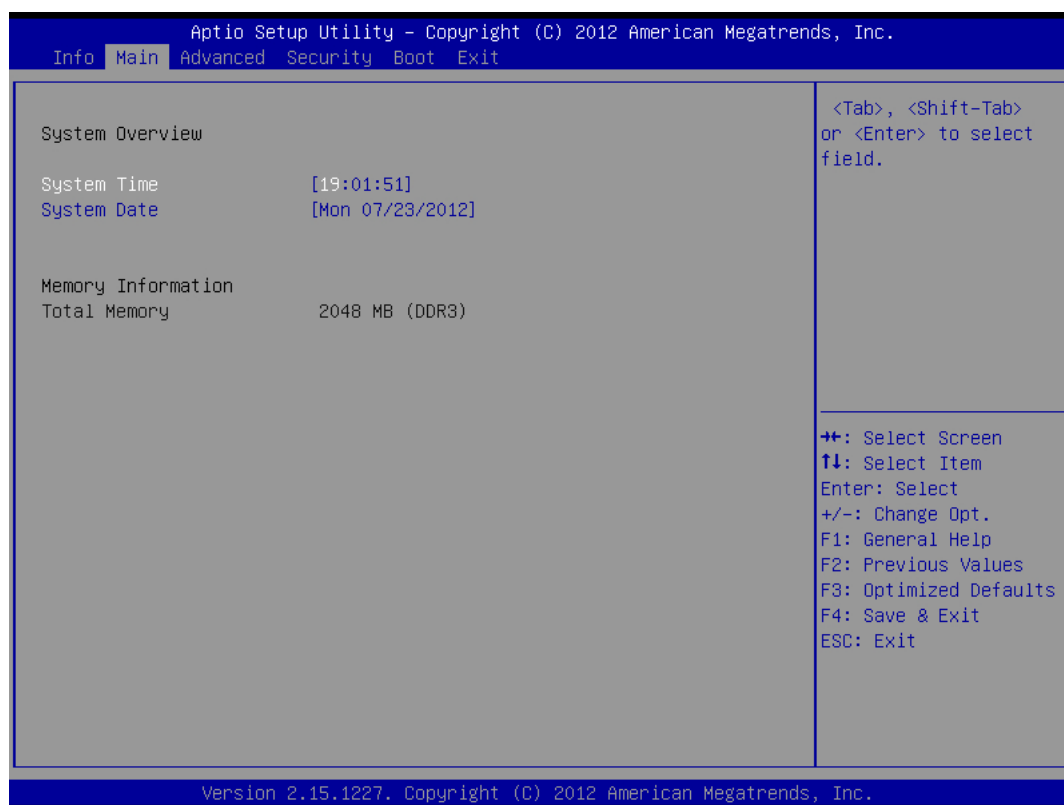 Aptio Setup Utility – Copyright (C) 2012 American Megatrends, Inc.
Info Main Advanced Security Boot Exit
System Overview
System Time [19:01:51]
System Date [Mon 07/23/2012]
Memory Information
Total Memory 2048 MB (DDR3)
<Tab>, <Shift-Tab>
or <Enter> to select
field.
→←: Select Screen
↑↓: Select Item
Enter: Select
+/-: Change Opt.
F1: General Help
F2: Previous Values
F3: Optimized Defaults
F4: Save & Exit
ESC: Exit
Version 2.15.1227. Copyright (C) 2012 American Megatrends, Inc.